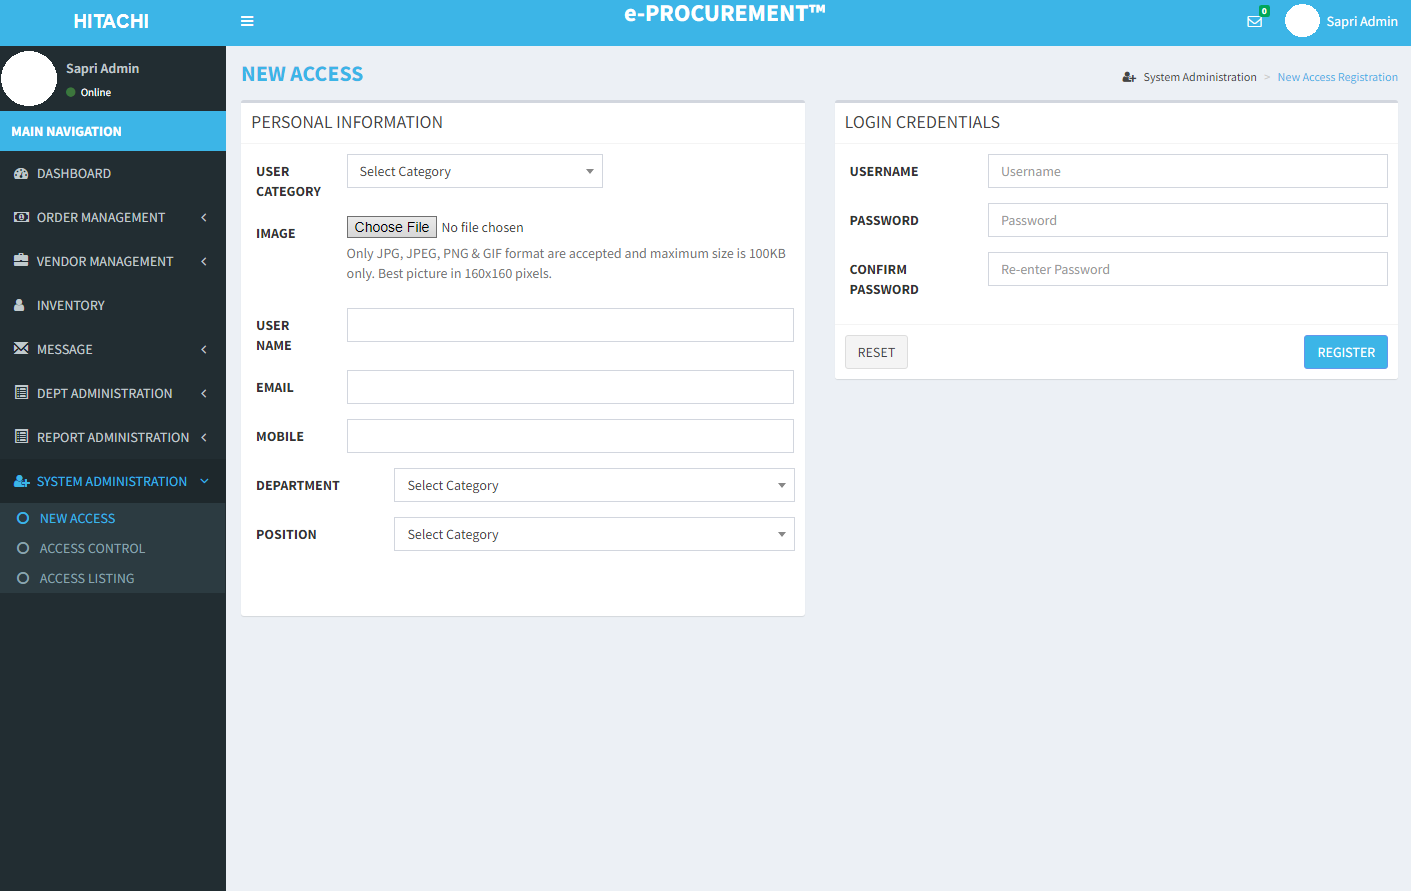 HITACHI
e-PROCUREMENT™
0
Sapri Admin
Sapri Admin
Online
MAIN NAVIGATION
DASHBOARD
ORDER MANAGEMENT
VENDOR MANAGEMENT
INVENTORY
MESSAGE
DEPT ADMINISTRATION
REPORT ADMINISTRATION
SYSTEM ADMINISTRATION
NEW ACCESS
ACCESS CONTROL
ACCESS LISTING
NEW ACCESS
System Administration > New Access Registration
PERSONAL INFORMATION
USER CATEGORY
Select Category
IMAGE
Choose File No file chosen
Only JPG, JPEG, PNG & GIF format are accepted and maximum size is 100KB
only. Best picture in 160x160 pixels.
USER
NAME
EMAIL
MOBILE
DEPARTMENT
Select Category
POSITION
Select Category
LOGIN CREDENTIALS
USERNAME
Username
PASSWORD
Password
CONFIRM
PASSWORD
Re-enter Password
RESET
REGISTER